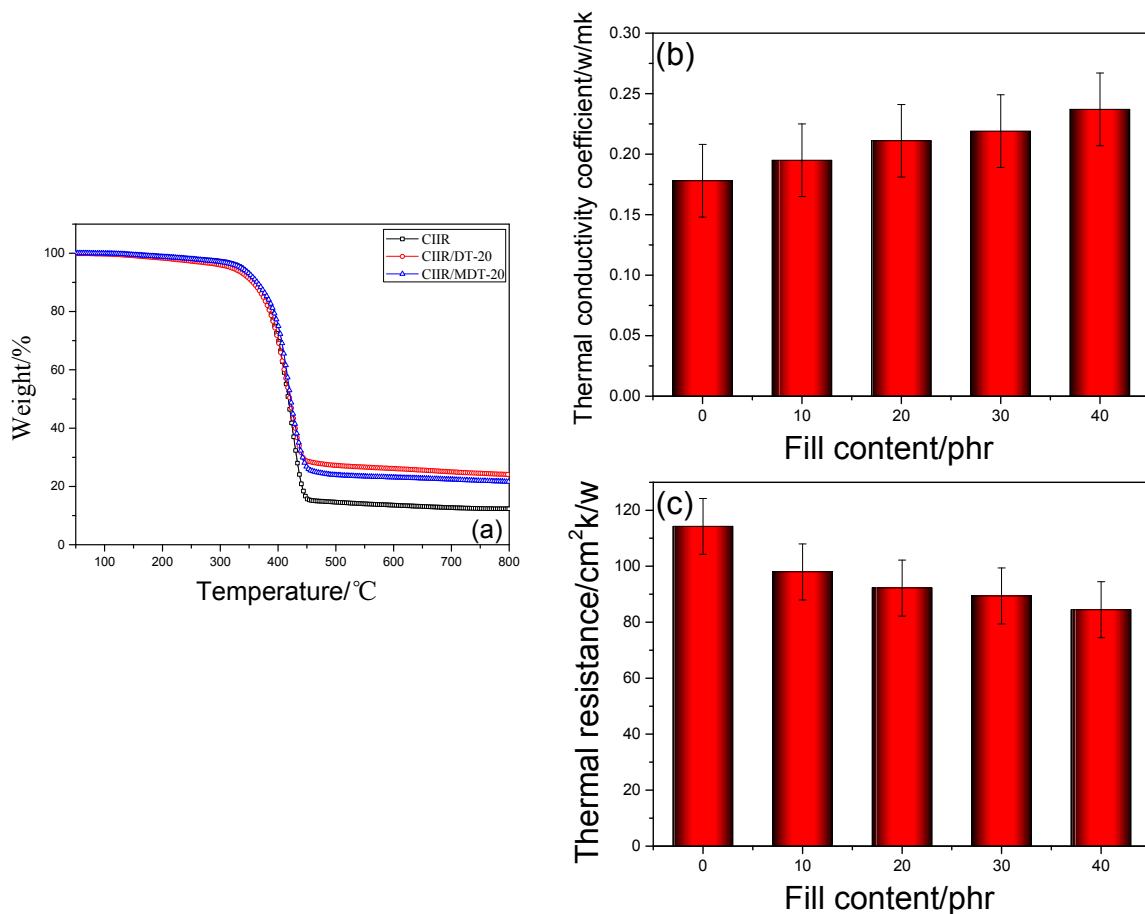 100
80
60
40
20
0
Weight/%
CIIR
CIIR/DT-20
CIIR/MDT-20
(a)
100 200 300 400 500 600 700 800
Temperature/℃
(b)
0.30
0.25
0.20
0.15
0.10
0.05
0.00
Thermal conductivity coefficient/w/mk
0 10 20 30 40
Fill content/phr
(c)
120
100
80
60
40
20
0
Thermal resistance/cm²k/w
0 10 20 30 40
Fill content/phr